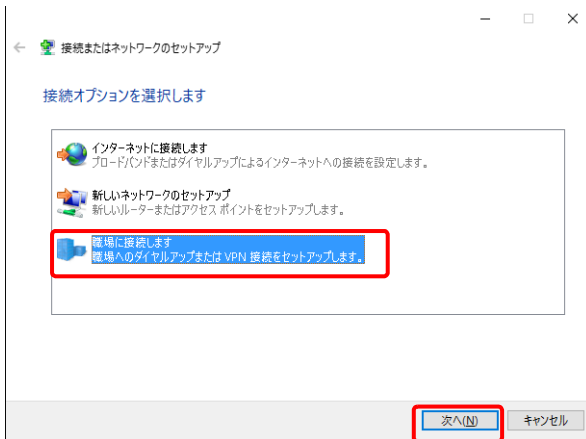 接続またはネットワークのセットアップ
接続オプションを選択します
インターネットに接続します
ブロードバンドまたはダイヤルアップによるインターネットへの接続を設定します。
新しいネットワークのセットアップ
新しいルーターまたはアクセス ポイントをセットアップします。
職場に接続します
職場へのダイヤルアップまたは VPN 接続をセットアップします。
次へ(N) キャンセル